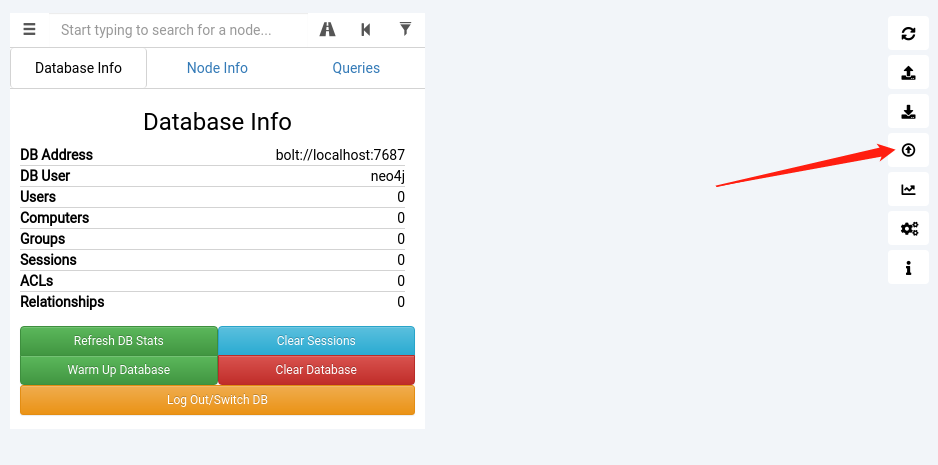 Start typing to search for a node...
Database Info Node Info Queries
Database Info
DB Address bolt://localhost:7687
DB User neo4j
Users 0
Computers 0
Groups 0
Sessions 0
ACLs 0
Relationships 0
Refresh DB Stats Clear Sessions
Warm Up Database Clear Database
Log Out/Switch DB